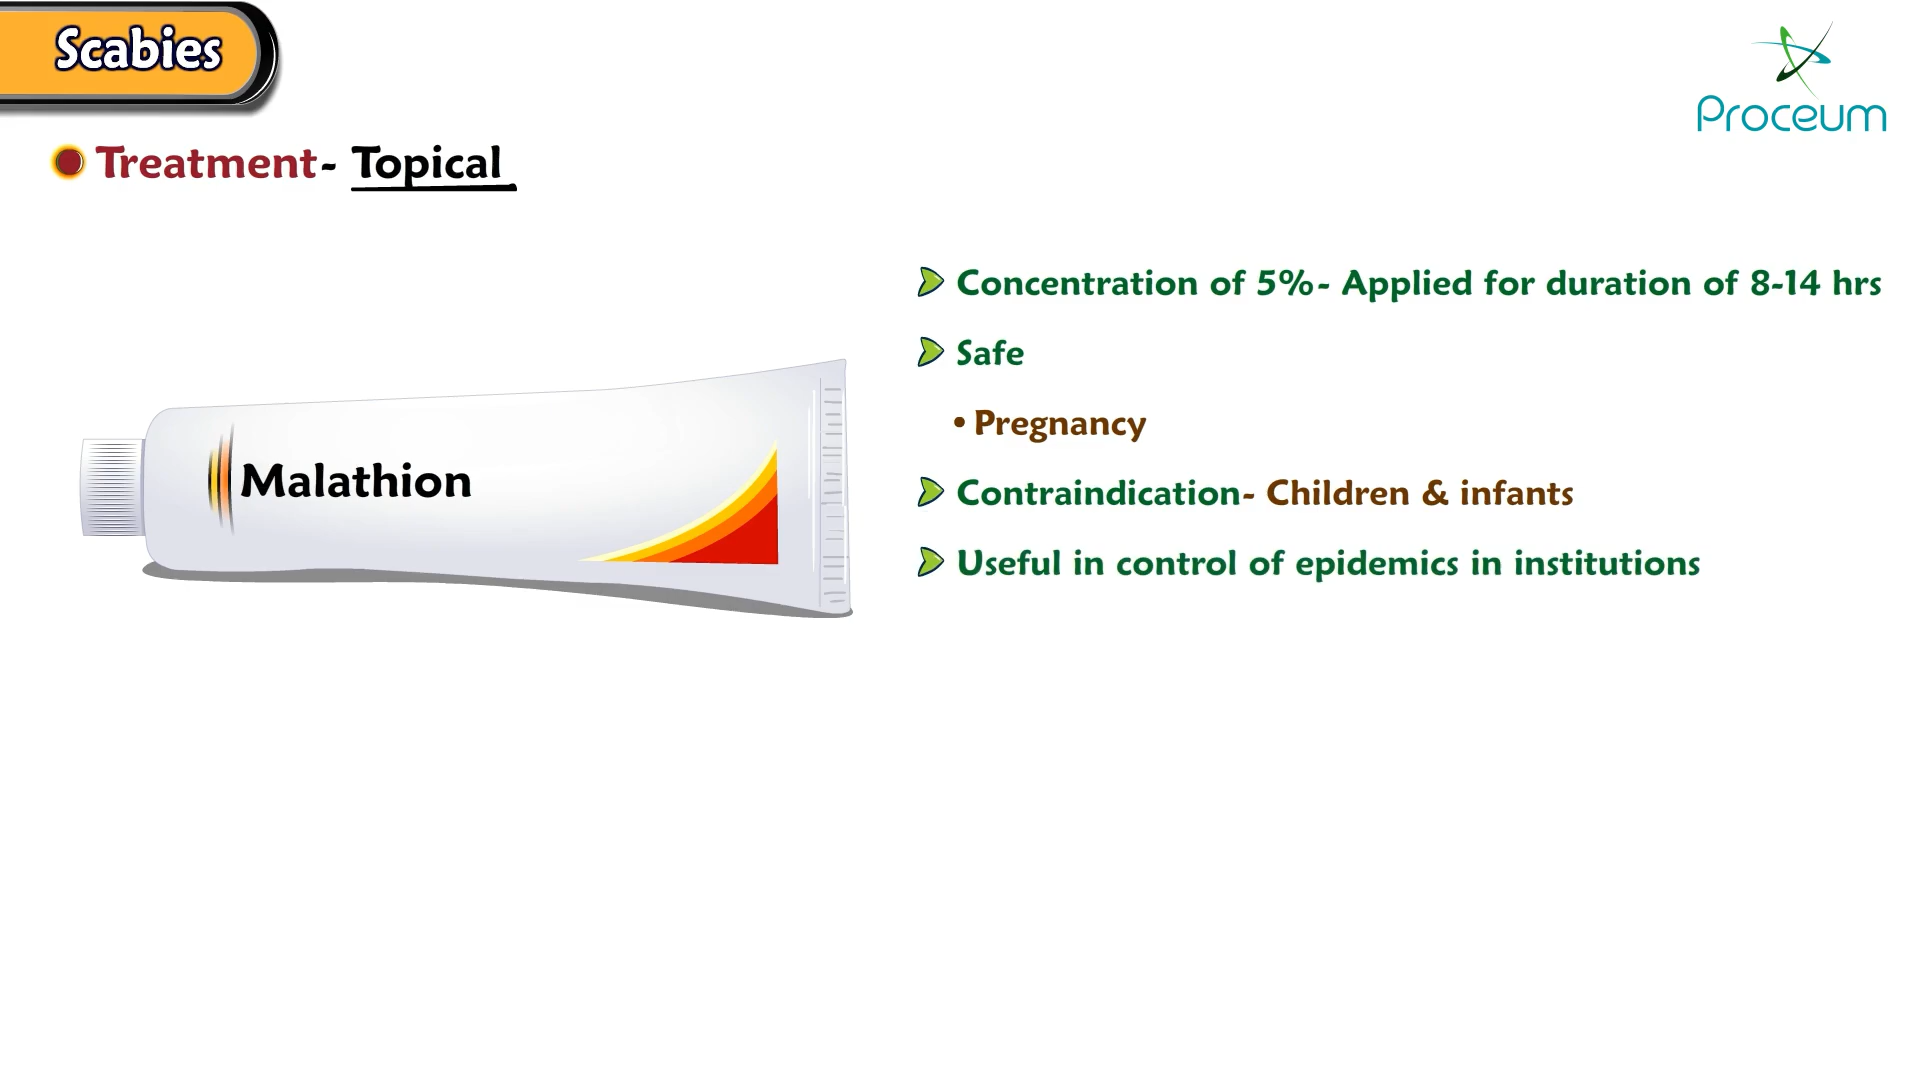 Scabies
Proceum
Treatment- Topical
Concentration of 5%- Applied for duration of 8-14 hrs
Safe
• Pregnancy
Malathion
Contraindication- Children & infants
Useful in control of epidemics in institutions